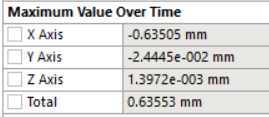 Maximum Value Over Time
X Axis -0.63505 mm
Y Axis -2.4445e-002 mm
Z Axis 1.3972e-003 mm
Total 0.63553 mm